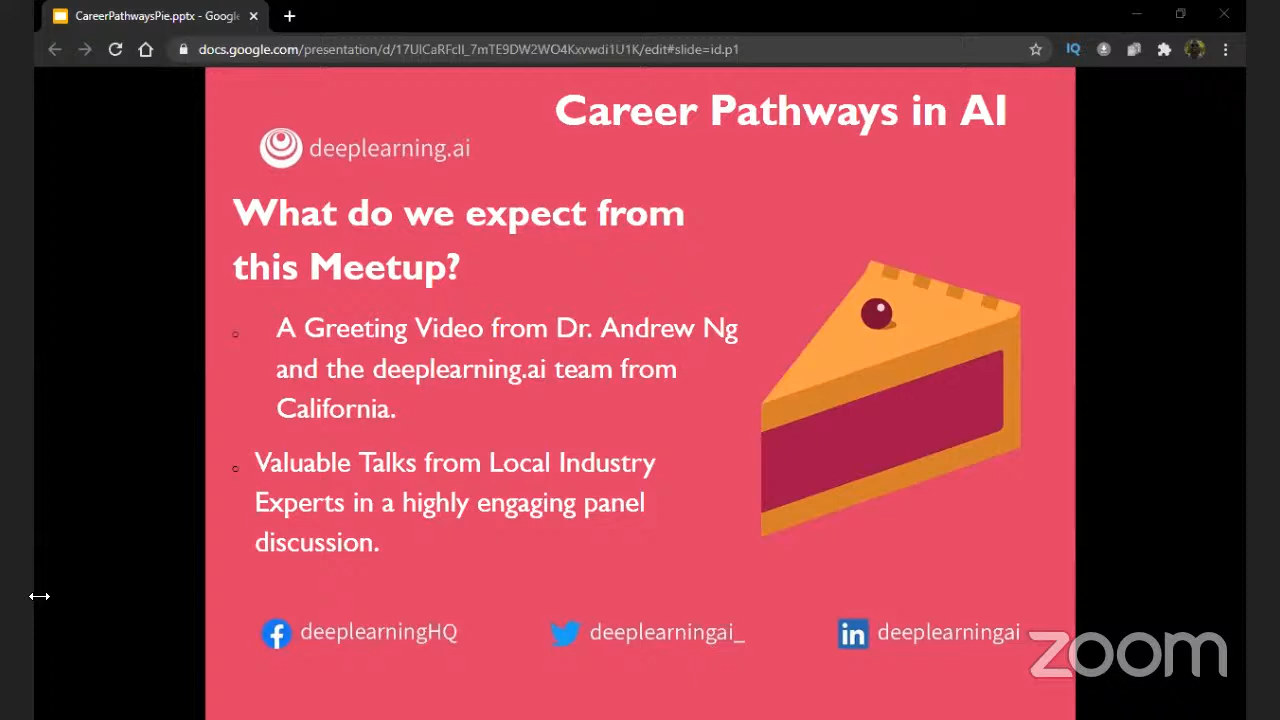 CareerPathwaysPie.pptx - Google
docs.google.com/presentation/d/17UlCaRFcIl_7mTE9DW2WO4Kxvwdi1U1K/edit#slide=id.p1
IQ
Career Pathways in AI
deeplearning.ai
What do we expect from
this Meetup?
A Greeting Video from Dr. Andrew Ng
and the deeplearning.ai team from
California.
Valuable Talks from Local Industry
Experts in a highly engaging panel
discussion.
deeplearningHQ
deeplearningai_
in deeplearningai
zoom